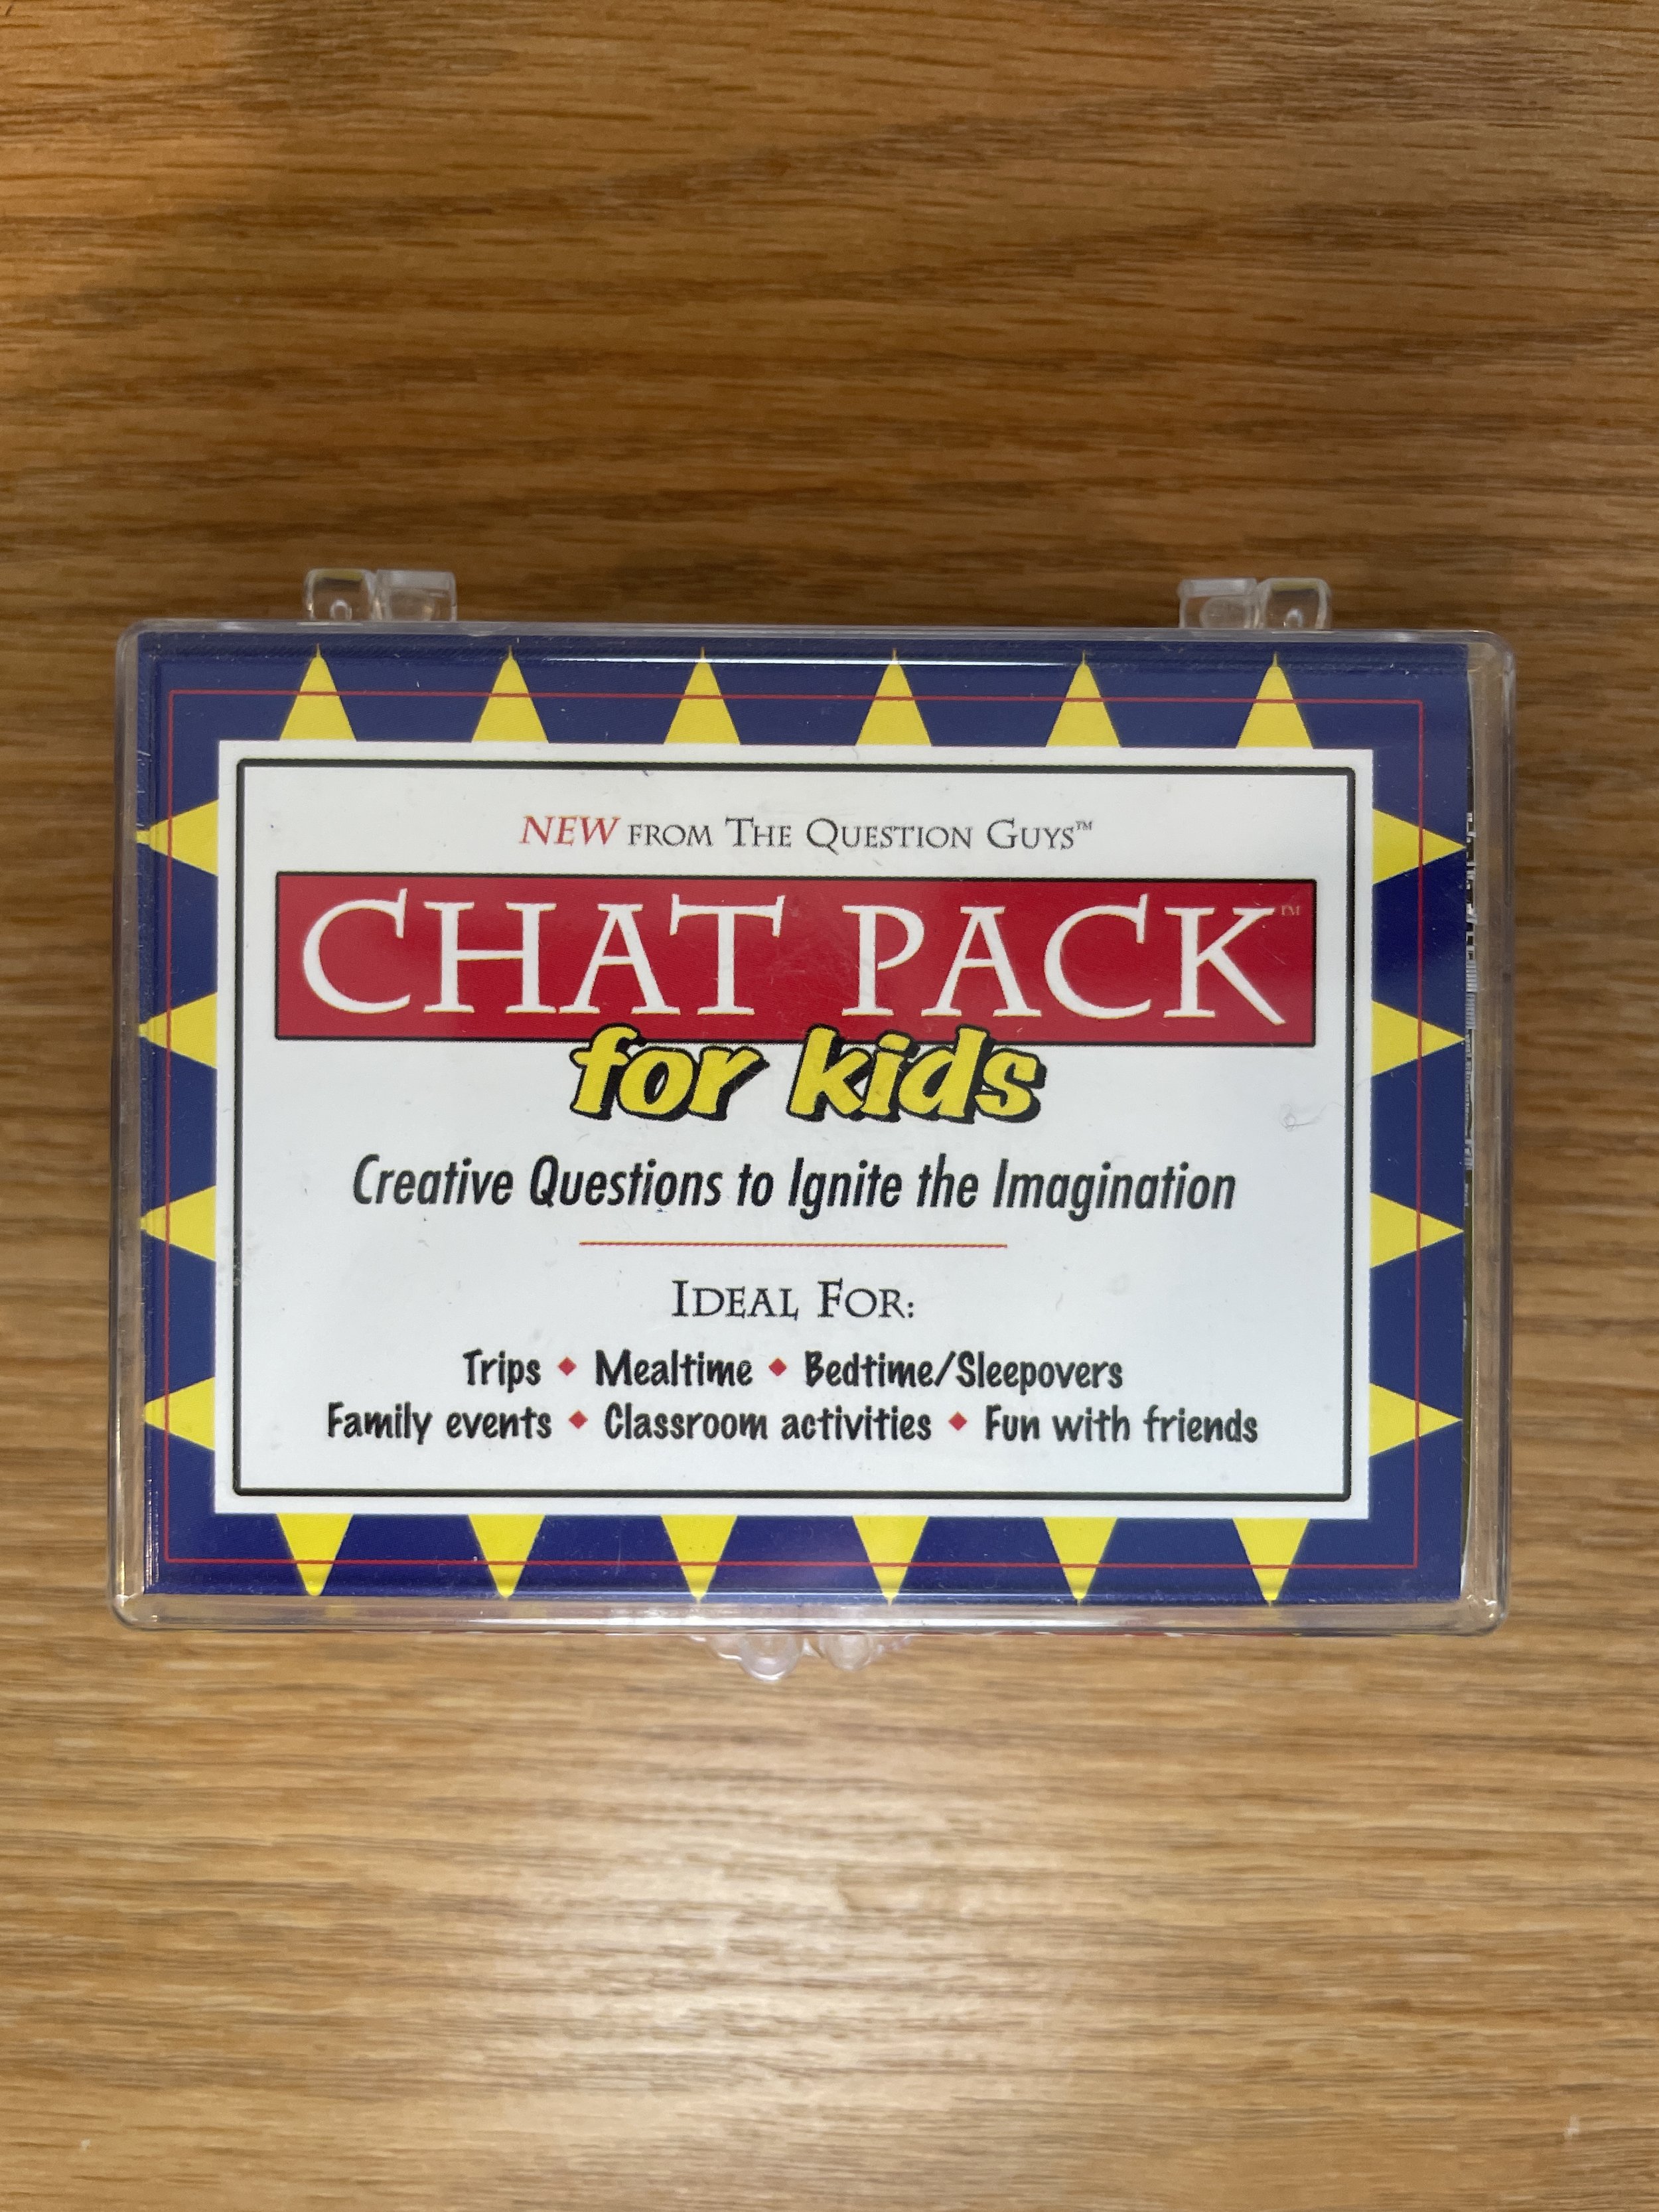 NEW FROM THE QUESTION GUYS™
CHAT PACK™
for kids
Creative Questions to Ignite the Imagination
IDEAL FOR:
Trips ♦ Mealtime ♦ Bedtime/Sleepovers
Family events ♦ Classroom activities ♦ Fun with friends